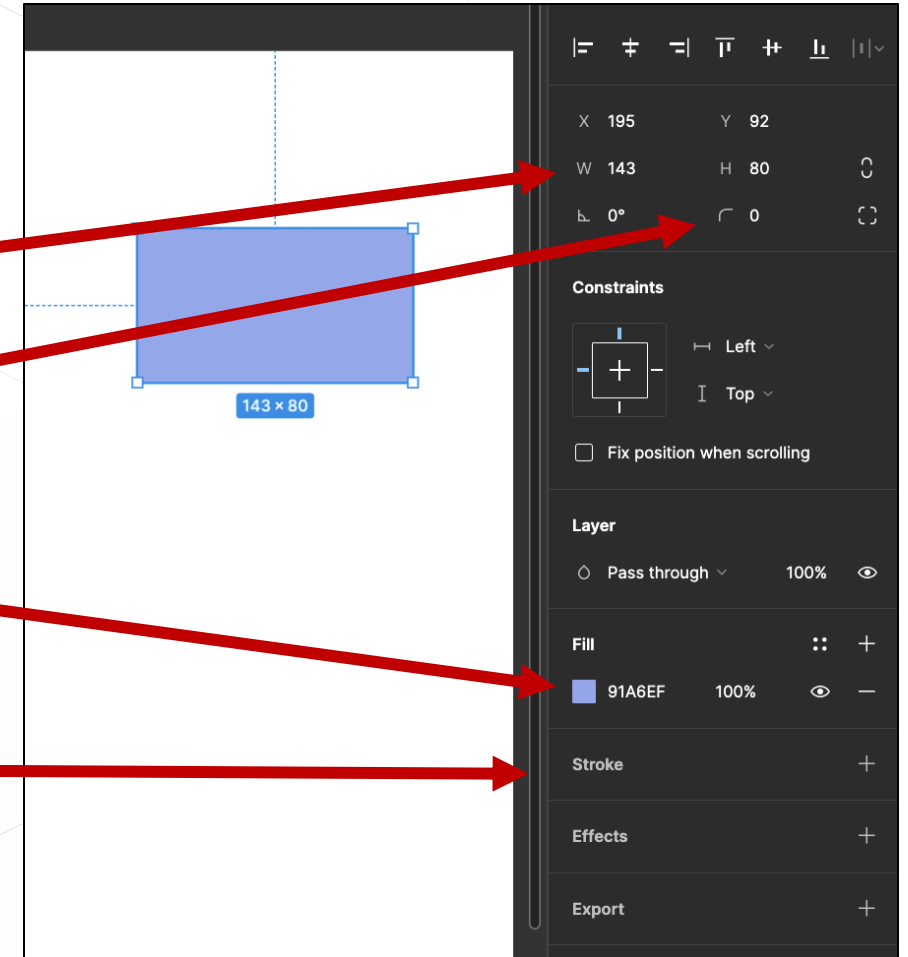 X 195 Y 92
W 143 H 80
0° 0
Constraints
Left
Top
143 × 80
Fix position when scrolling
Layer
Pass through 100%
Fill
91A6EF 100%
Stroke
Effects
Export